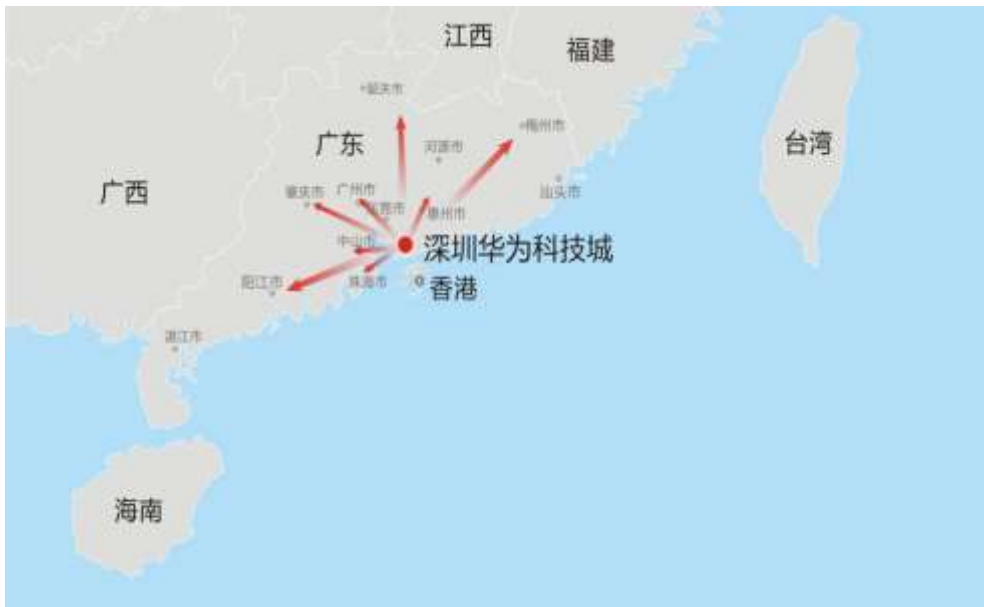 江西
福建
韶关市
梅州市
广东
河源市
台湾
广西
肇庆市
广州市
汕头市
东莞市
惠州市
中山市
深圳华为科技城
阳江市
珠海市
香港
湛江市
海南